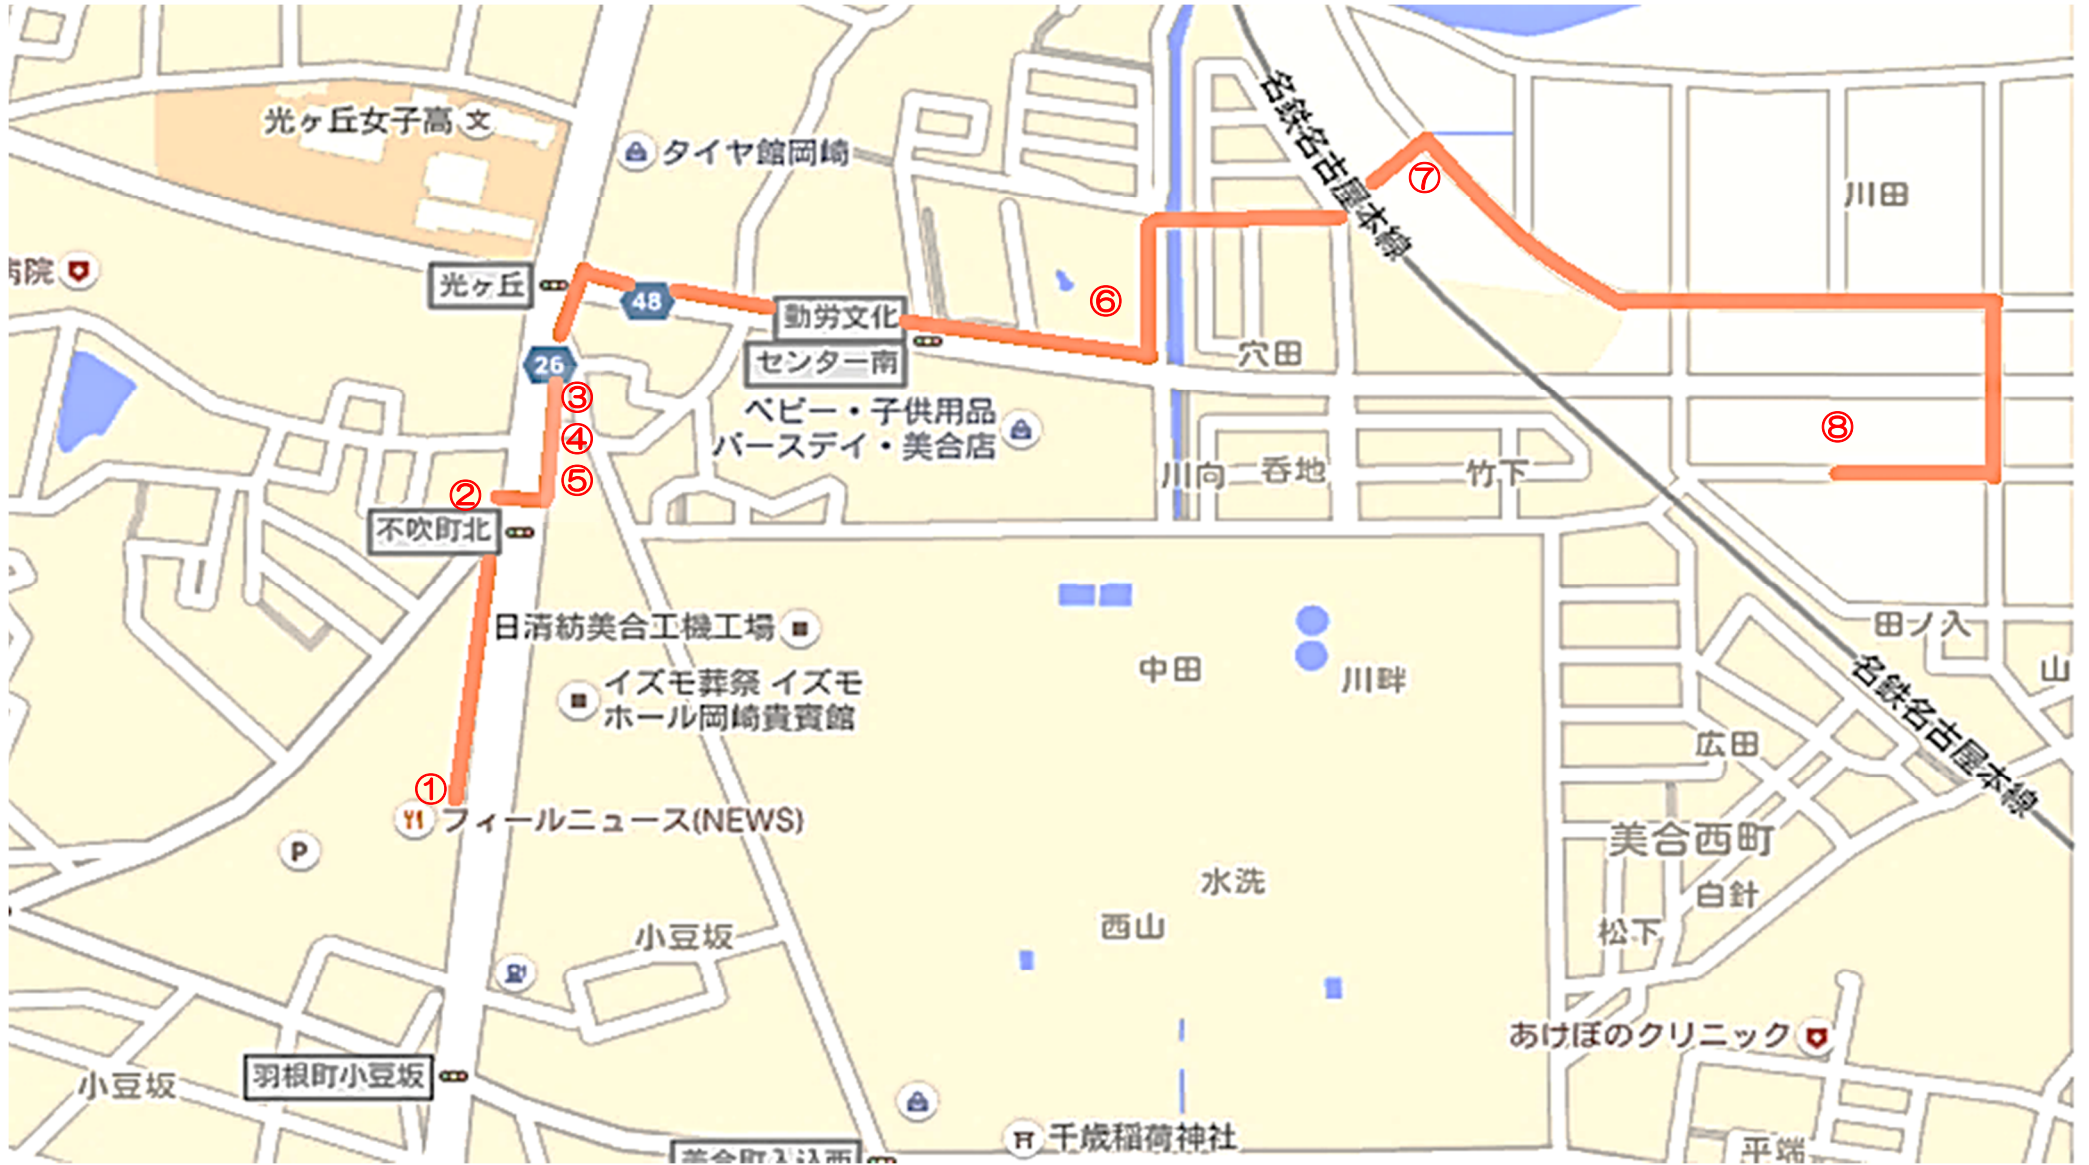 光ヶ丘女子高
文
タイヤ館岡崎
名鉄名古屋本線
⑦
川田
病院
光ヶ丘
48
勤労文化
センター南
⑥
26
穴田
③
④
⑤
②
ベビー・子供用品
バースデイ・美合店
⑧
川向
呑地
竹下
不吹町北
日清紡美合工機工場
イズモ葬祭 イズモ
ホール岡崎貴賓館
中田
川畔
田ノ入
山
名鉄名古屋本線
広田
①
フィールニュース(NEWS)
P
美合西町
水洗
白針
西山
松下
小豆坂
あけぼのクリニック
羽根町小豆坂
小豆坂
千歳稲荷神社
平端